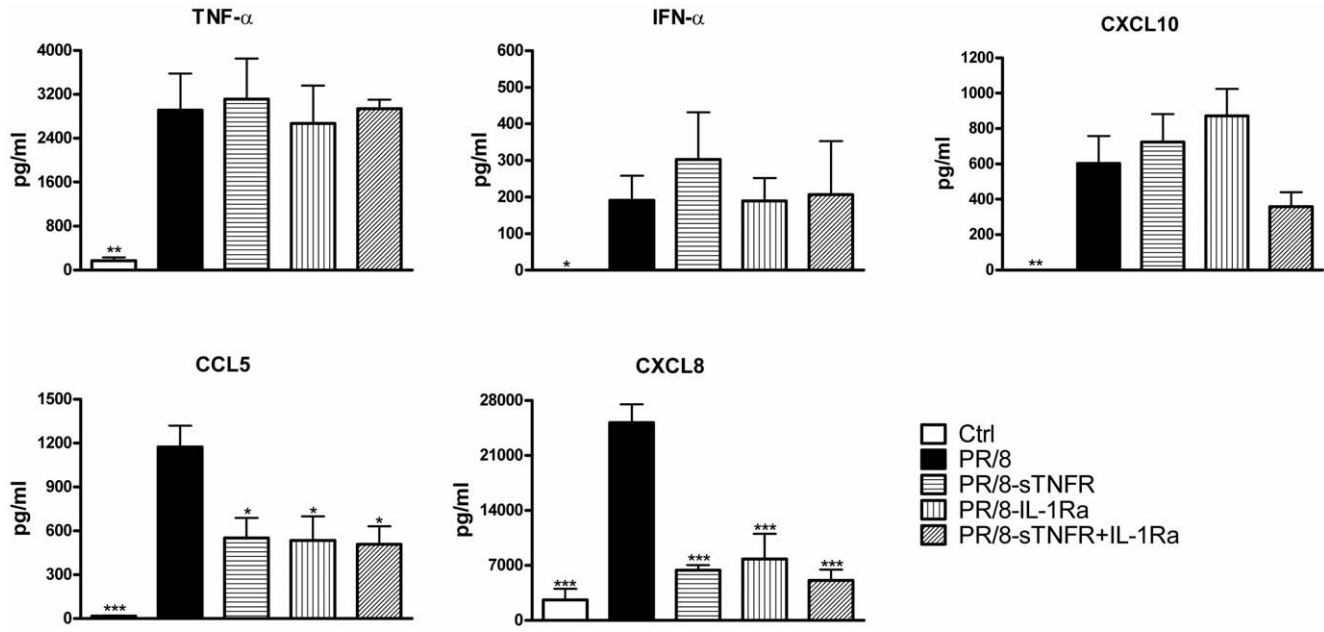 TNF-α
pg/ml
4000
3200
2400
1600
800
0
**
IFN-α
pg/ml
600
500
400
300
200
100
0
*
CXCL10
pg/ml
1200
1000
800
600
400
200
0
**
CCL5
pg/ml
1500
1200
900
600
300
0
***
*
*
*
CXCL8
pg/ml
28000
21000
14000
7000
0
***
***
***
***
Ctrl
PR/8
PR/8-sTNFR
PR/8-IL-1Ra
PR/8-sTNFR+IL-1Ra